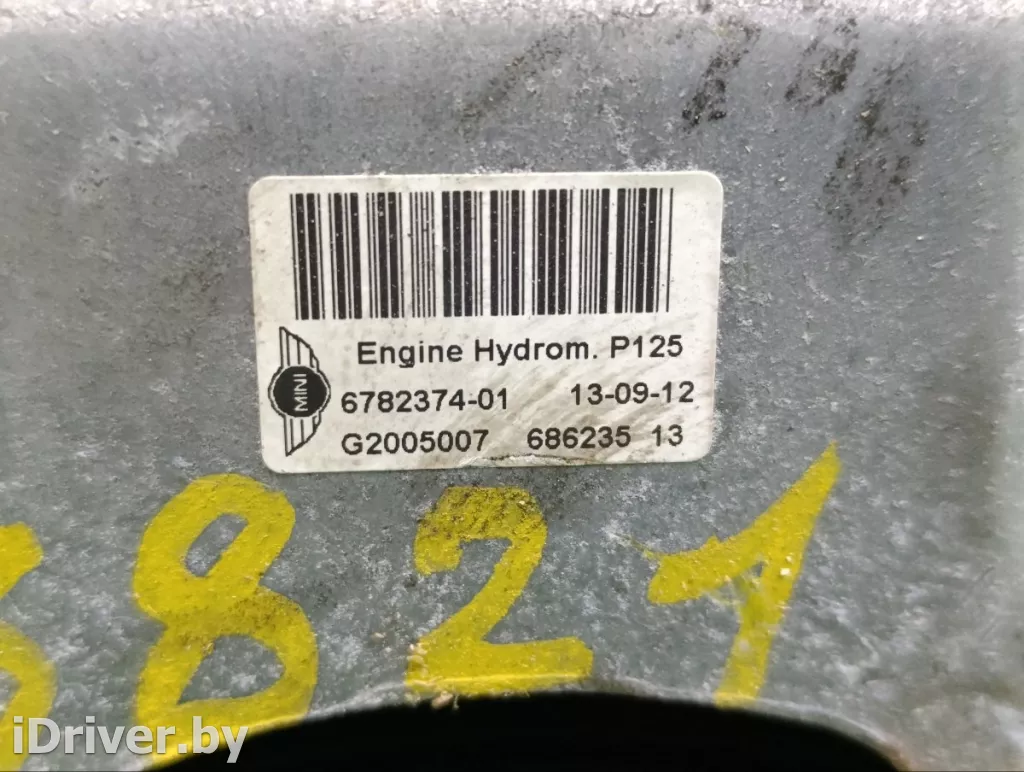 Engine Hydrom. P125
MINI
6782374-01 13-09-12
G2005007 686235 13
821
iDriver.by